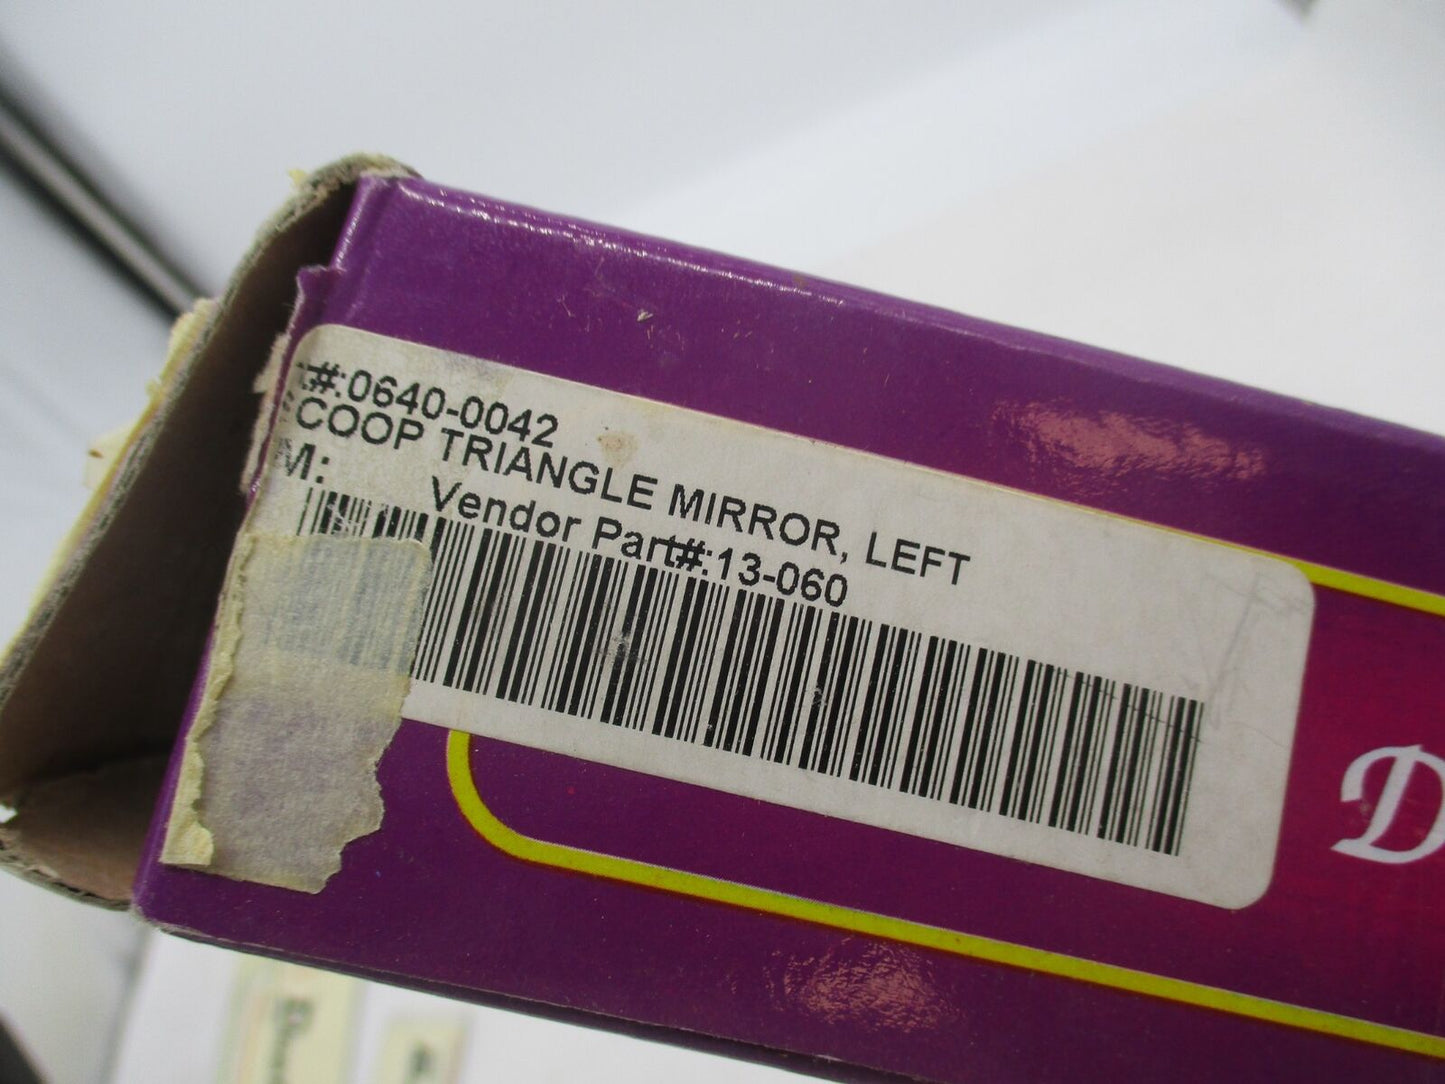 t#:0640-0042
COOP TRIANGLE MIRROR, LEFT
M:
Vendor Part#:13-060
D